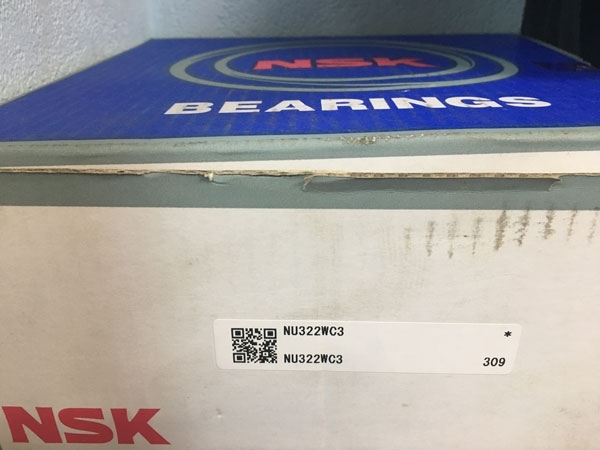 NSK
BEARINGS
NU322WC3 *
NU322WC3 309
NSK